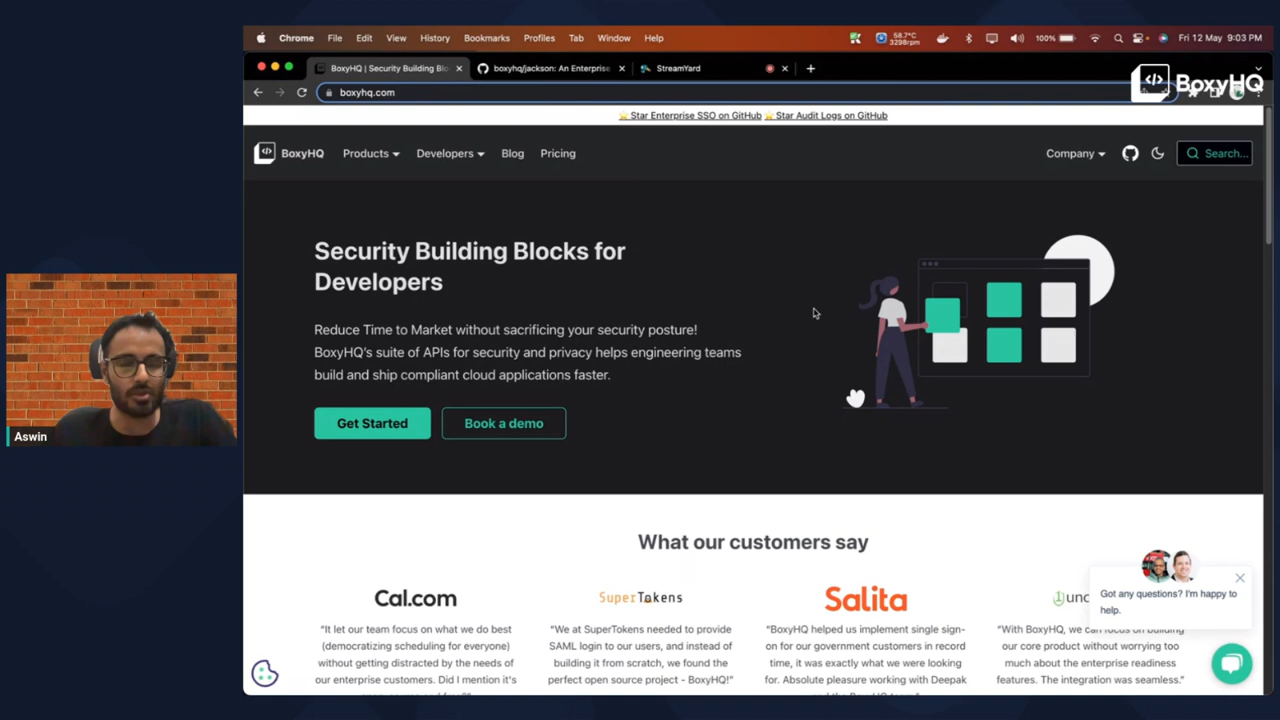 Chrome File Edit View History Bookmarks Profiles Tab Window Help
58.7°C
3298rpm
100%
Fri 12 May 9:03 PM
BoxyHQ | Security Building Blo
boxyhq/jackson: An Enterprise
StreamYard
boxyhq.com
BoxyHQ
⭐ Star Enterprise SSO on GitHub ⭐ Star Audit Logs on GitHub
BoxyHQ
Products
Developers
Blog
Pricing
Company
Search...
Security Building Blocks for
Developers
Reduce Time to Market without sacrificing your security posture!
BoxyHQ's suite of APIs for security and privacy helps engineering teams
build and ship compliant cloud applications faster.
Get Started
Book a demo
Aswin
What our customers say
Cal.com
"It let our team focus on what we do best
(democratizing scheduling for everyone)
without getting distracted by the needs of
our enterprise customers. Did I mention it's
SuperTokens
"We at SuperTokens needed to provide
SAML login to our users, and instead of
building it from scratch, we found the
perfect open source project - BoxyHQ!"
Salita
"BoxyHQ helped us implement single sign-
on for our government customers in record
time, it was exactly what we were looking
for. Absolute pleasure working with Deepak
"With BoxyHQ, we can focus on building
our core product without worrying too
much about the enterprise readiness
features. The integration was seamless."
Got any questions? I'm happy to
help.